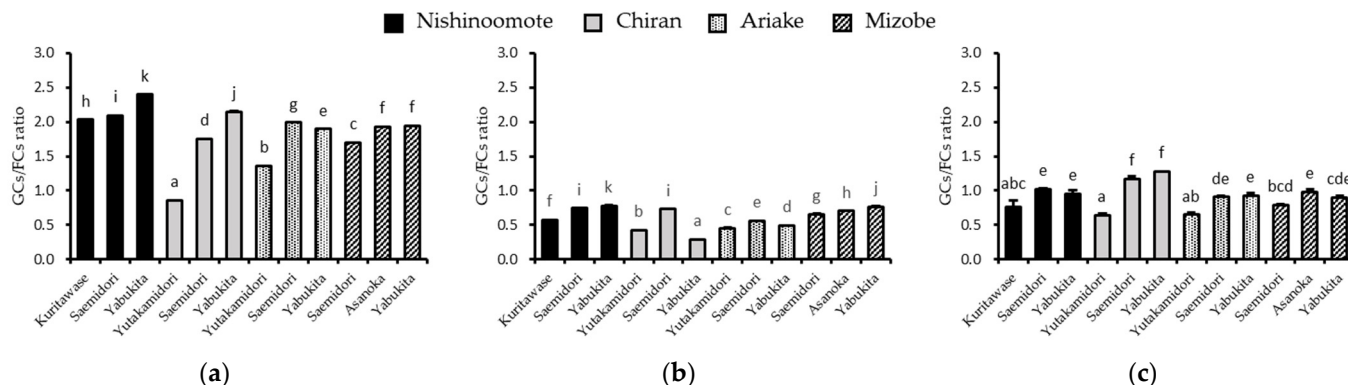 Nishinoomote Chiran Ariake Mizobe
GCs/FCs ratio
3.0
2.5
2.0
1.5
1.0
0.5
0.0
h i k a d j b g e c f f
Kuritawase Saemidori Yabukita Yutakamidori Saemidori Yabukita Yutakamidori Saemidori Yabukita Saemidori Asanoka Yabukita
(a)
GCs/FCs ratio
3.0
2.5
2.0
1.5
1.0
0.5
0.0
f i k b i a c e d g h j
Kuritawase Saemidori Yabukita Yutakamidori Saemidori Yabukita Yutakamidori Saemidori Yabukita Saemidori Asanoka Yabukita
(b)
GCs/FCs ratio
3.0
2.5
2.0
1.5
1.0
0.5
0.0
abc e e a f f ab de e bcd e cde
Kuritawase Saemidori Yabukita Yutakamidori Saemidori Yabukita Yutakamidori Saemidori Yabukita Saemidori Asanoka Yabukita
(c)